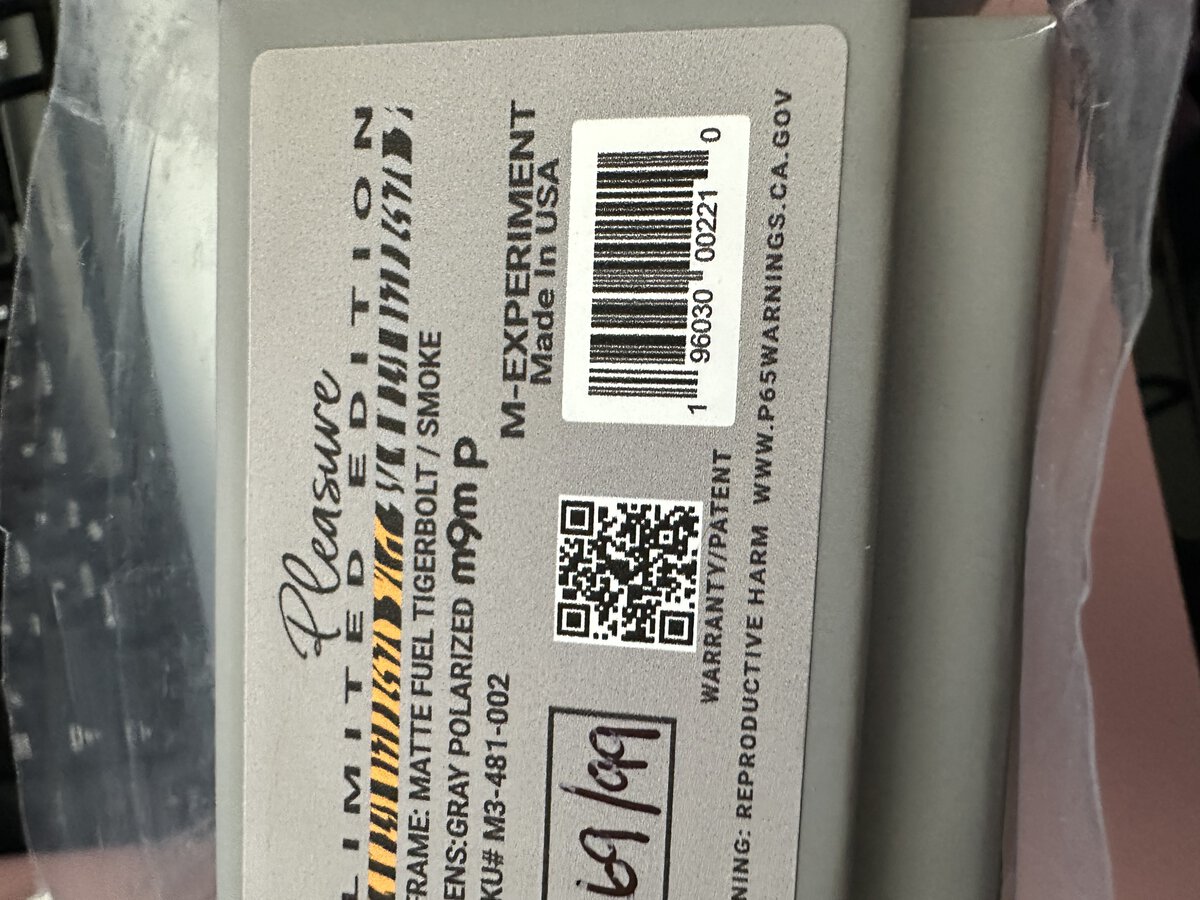 Pleasure
LIMITED EDITION
FRAME: MATTE FUEL TIGERBOLT / SMOKE
ENS:GRAY POLARIZED m9m p
KU# M3-481-002
M-EXPERIMENT
Made In USA
69/99
1 96030 00221 0
WARRANTY/PATENT
NING: REPRODUCTIVE HARM WWW.P65WARNINGS.CA.GOV